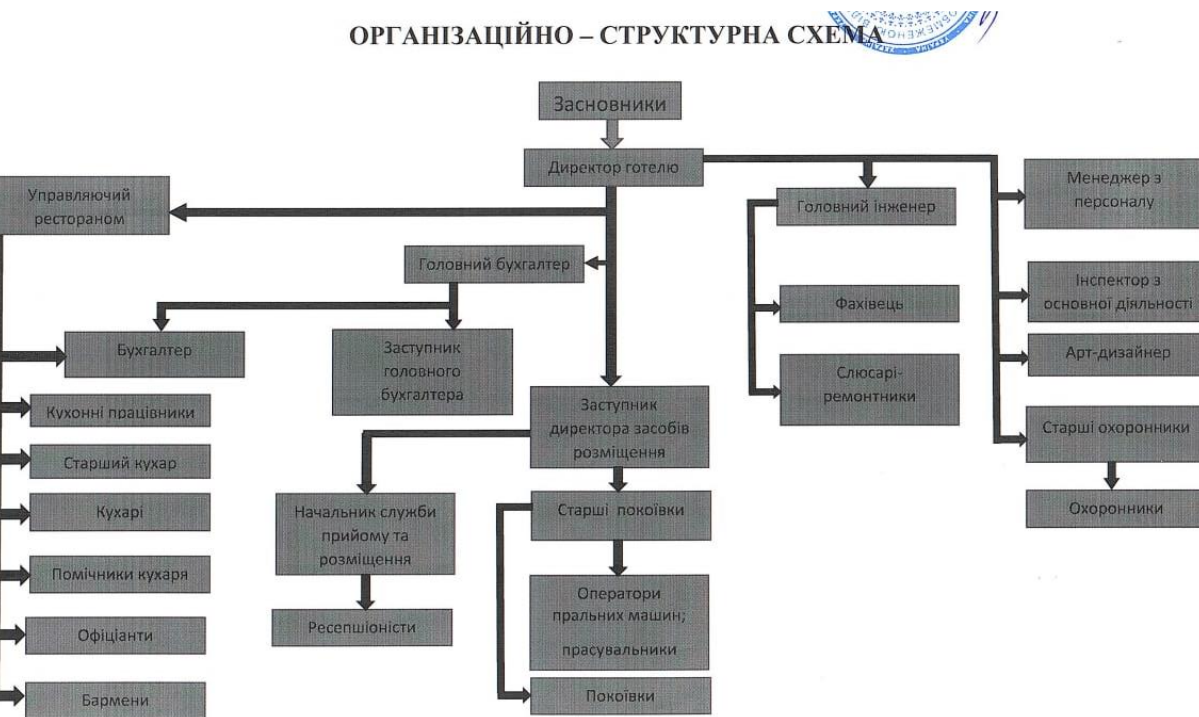 ОРГАНІЗАЦІЙНО – СТРУКТУРНА СХЕМА
Засновники
Директор готелю
Управляючий
рестораном
Головний інженер
Менеджер з
персоналу
Головний бухгалтер
Інспектор з
основної діяльності
Фахівець
Бухгалтер
Заступник
головного
бухгалтера
Арт-дизайнер
Слюсарі-
ремонтники
Заступник
директора засобів
розміщення
Кухонні працівники
Старші охоронники
Старший кухар
Начальник служби
прийому та
розміщення
Старші покоївки
Охоронники
Кухарі
Помічники кухаря
Оператори
пральних машин;
прасувальники
Ресепшіоністи
Офіціанти
Покоївки
Бармени